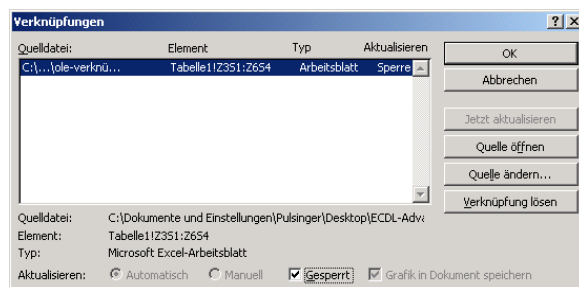 Verknüpfungen
Quelldatei: Element Typ Aktualisieren
C:\...\ole-verknü... Tabelle1!Z3S1:Z6S4 Arbeitsblatt Sperre
OK
Abbrechen
Jetzt aktualisieren
Quelle öffnen
Quelle ändern...
Verknüpfung lösen
Quelldatei: C:\Dokumente und Einstellungen\Pulsinger\Desktop\ECDL-Adva
Element: Tabelle1!Z3S1:Z6S4
Typ: Microsoft Excel-Arbeitsblatt
Aktualisieren: Automatisch Manuell Gesperrt Grafik in Dokument speichern